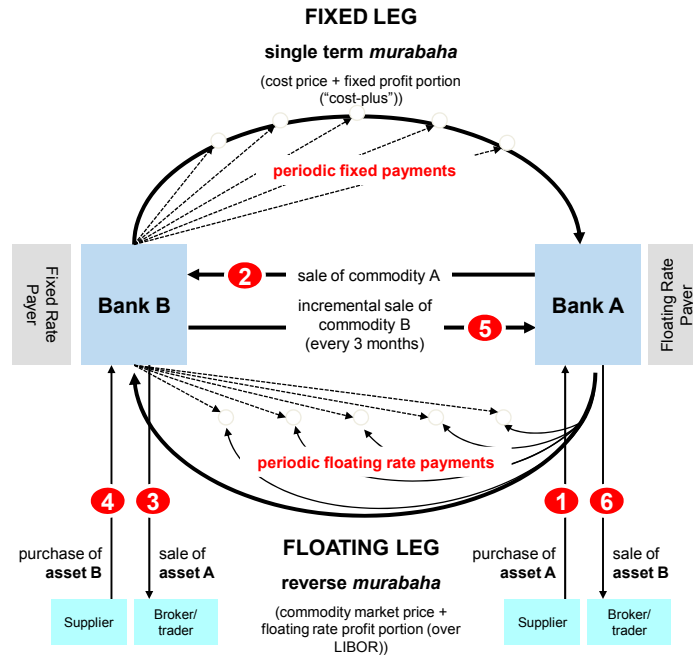 FIXED LEG
single term murabaha
(cost price + fixed profit portion
(“cost-plus”))
periodic fixed payments
Fixed Rate
Payer
Bank B
2
sale of commodity A
incremental sale of
commodity B
(every 3 months)
5
Bank A
Floating Rate
Payer
periodic floating rate payments
4
3
1
6
purchase of
asset B
sale of
asset A
FLOATING LEG
reverse murabaha
(commodity market price +
floating rate profit portion (over
LIBOR))
purchase of
asset A
sale of
asset B
Supplier
Broker/
trader
Supplier
Broker/
trader